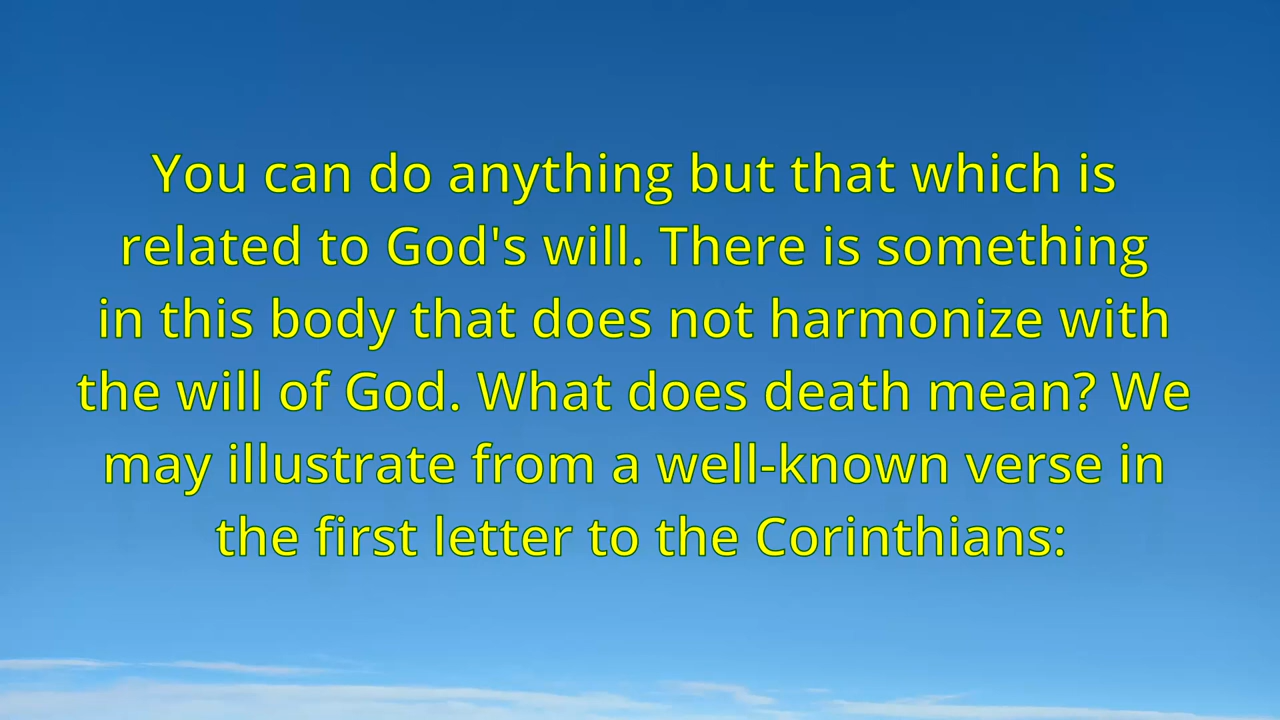 You can do anything but that which is
related to God's will. There is something
in this body that does not harmonize with
the will of God. What does death mean? We
may illustrate from a well-known verse in
the first letter to the Corinthians: